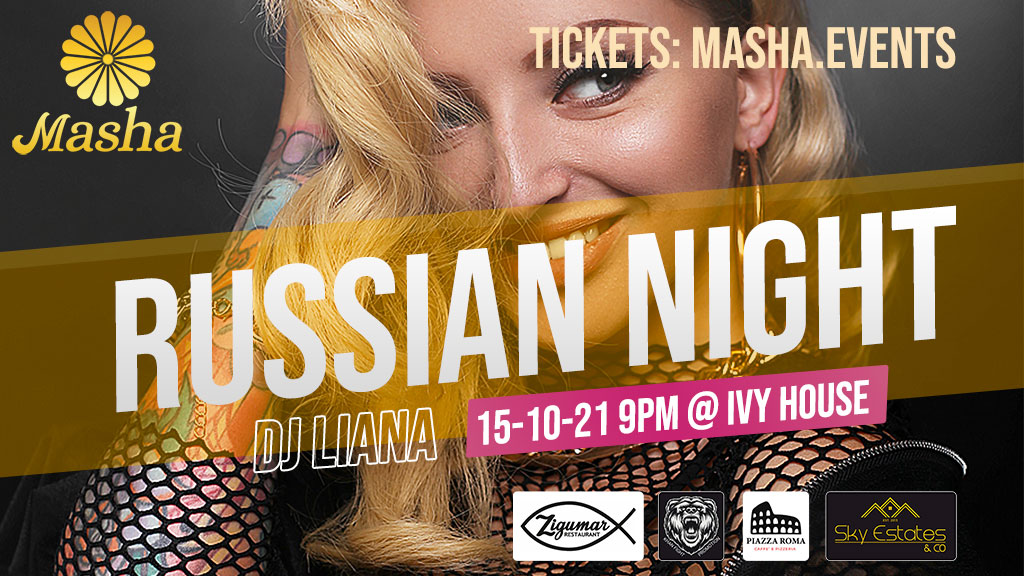 Masha
TICKETS: MASHA.EVENTS
RUSSIAN NIGHT
DJ LIANA
15-10-21 9PM @ IVY HOUSE
Zigumar
RESTAURANT
PIAZZA ROMA
CAFFE' & PIZZERIA
Sky Estates
& CO